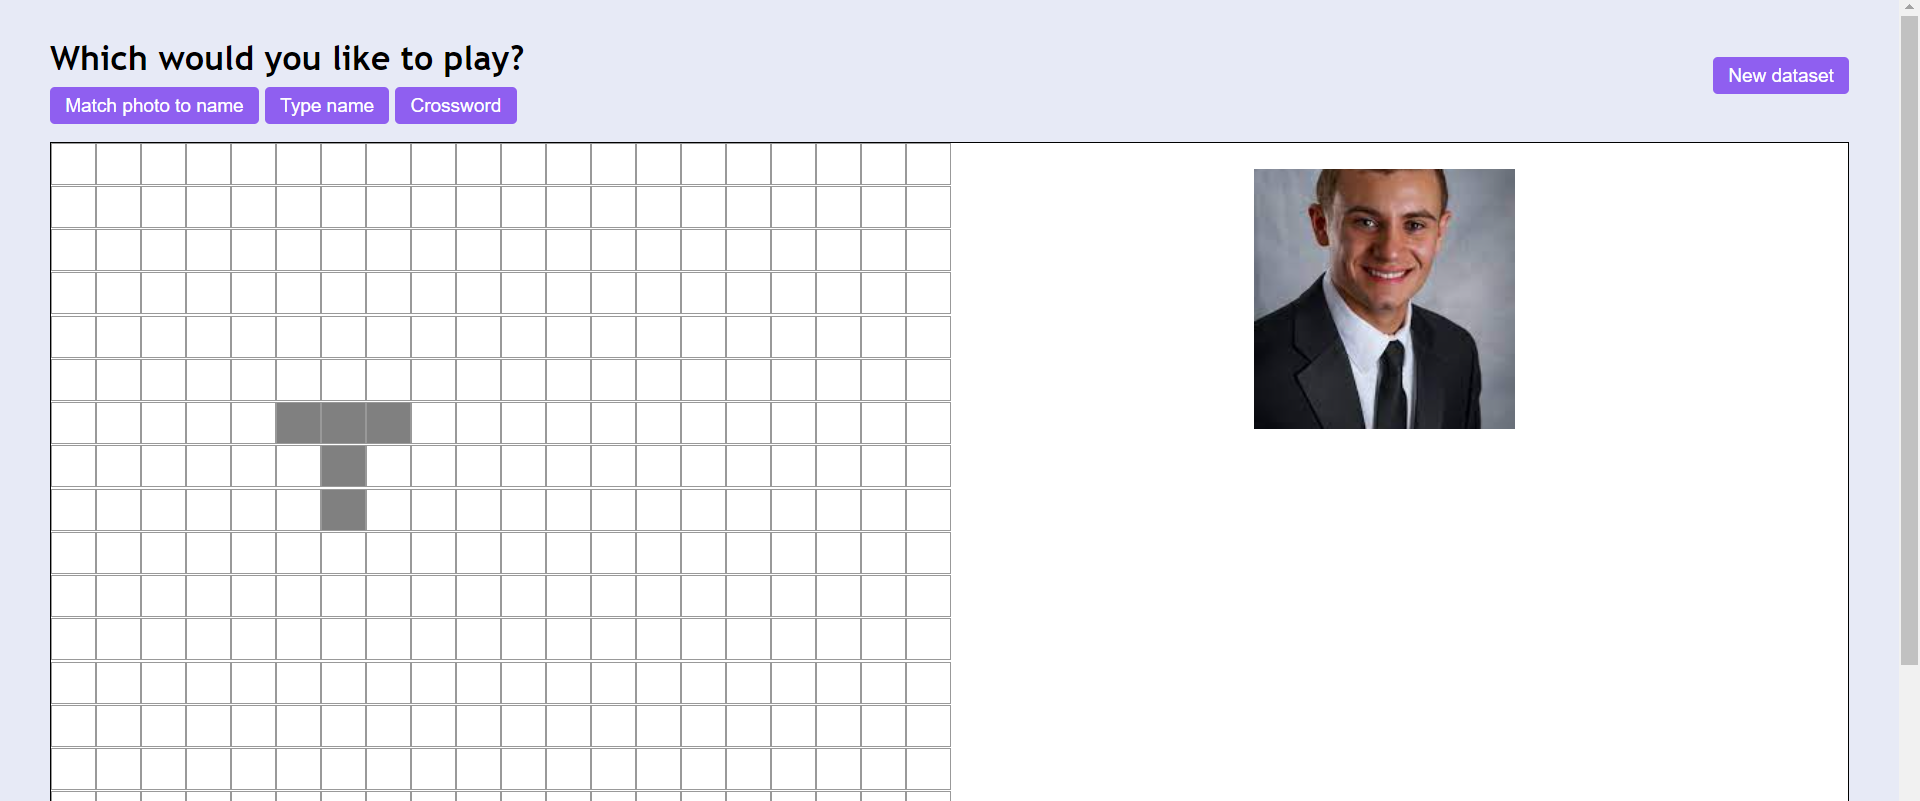 Which would you like to play?
New dataset
Match photo to name
Type name
Crossword